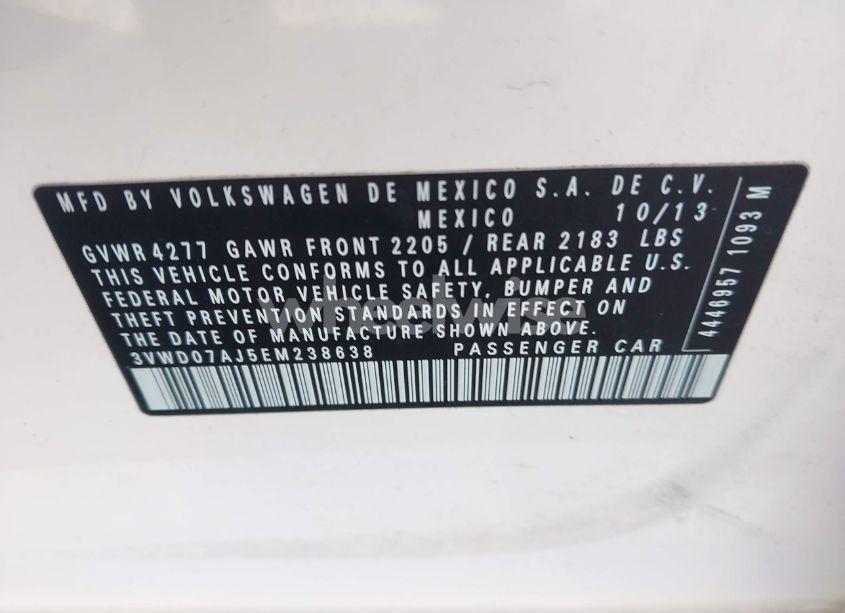 MFD BY VOLKSWAGEN DE MEXICO S.A. DE C.V.
MEXICO 10/13
GVWR 4277 GAWR FRONT 2205 / REAR 2183 LBS
THIS VEHICLE CONFORMS TO ALL APPLICABLE U.S.
FEDERAL MOTOR VEHICLE SAFETY, BUMPER AND
THEFT PREVENTION STANDARDS IN EFFECT ON
THE DATE OF MANUFACTURE SHOWN ABOVE.
3VWD07AJ5EM238638 PASSENGER CAR
4446957 1093 M
wheelwise